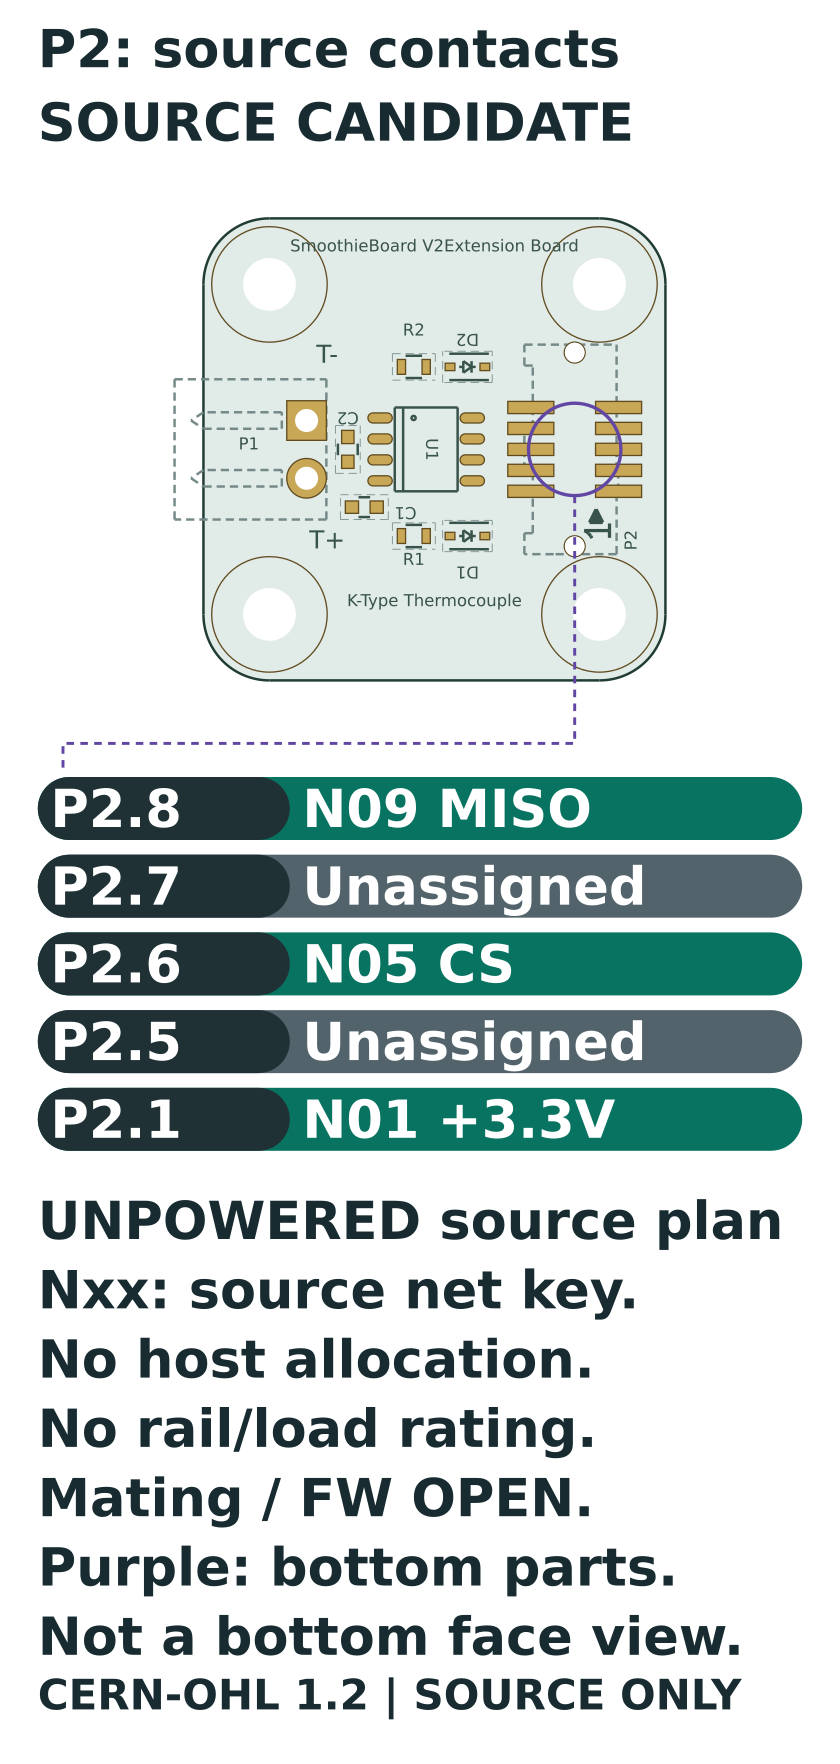 P2: source contacts
SOURCE CANDIDATE
SmoothieBoard V2Extension Board
R2
D2
T-
C2
P1
U1
C1
T+
1
P2
R1
D1
K-Type Thermocouple
P2.8 N09 MISO
P2.7 Unassigned
P2.6 N05 CS
P2.5 Unassigned
P2.1 N01 +3.3V
UNPOWERED source plan
Nxx: source net key.
No host allocation.
No rail/load rating.
Mating / FW OPEN.
Purple: bottom parts.
Not a bottom face view.
CERN-OHL 1.2 | SOURCE ONLY